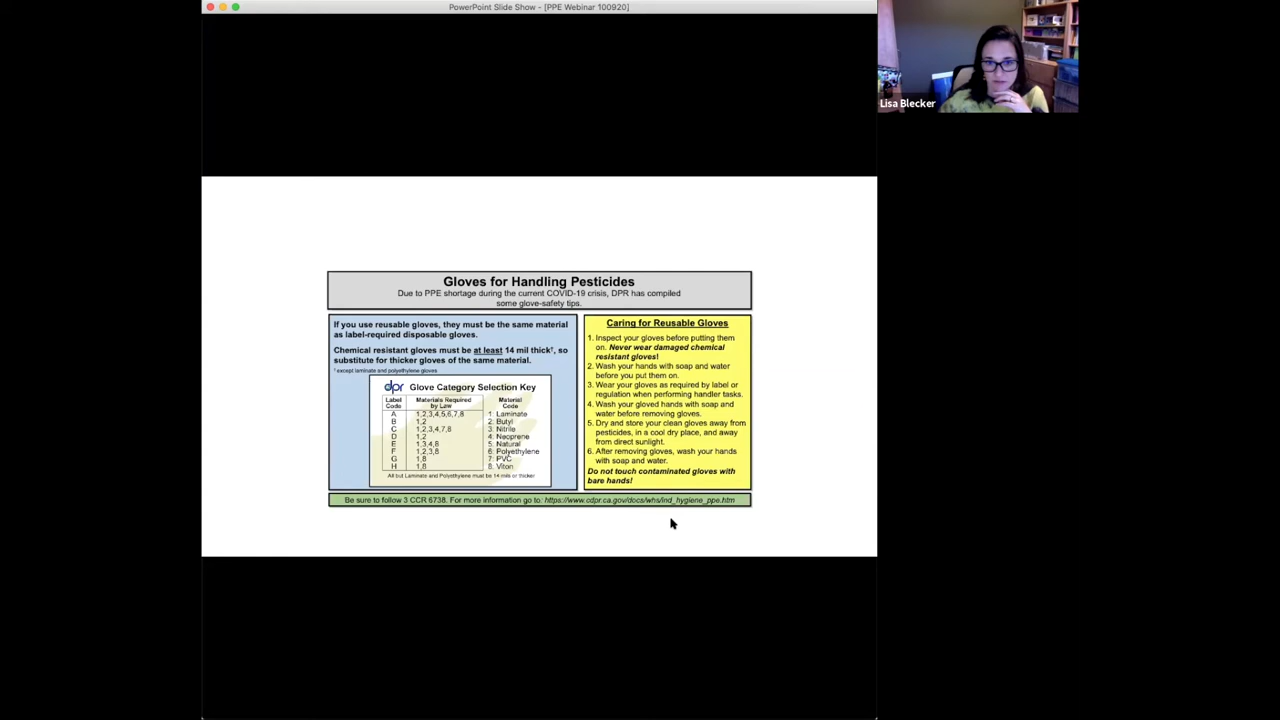 PowerPoint Slide Show - [PPE Webinar 100920]
Lisa Blecker
Gloves for Handling Pesticides
Due to PPE shortage during the current COVID-19 crisis, DPR has compiled
some glove-safety tips.
If you use reusable gloves, they must be the same material
as label-required disposable gloves.
Chemical resistant gloves must be at least 14 mil thick†, so
substitute for thicker gloves of the same material.
† except laminate and polyethylene gloves
dpr Glove Category Selection Key
Label Code Materials Required by Law Material Code
A 1,2,3,4,5,6,7,8 1: Laminate
B 1,2 2: Butyl
C 1,2,3,4,7,8 3: Nitrile
D 1,2 4: Neoprene
E 1,3,4,8 5: Natural
F 1,2,3,8 6: Polyethylene
G 1,8 7: PVC
H 1,8 8: Viton
All but Laminate and Polyethylene must be 14 mils or thicker
Caring for Reusable Gloves
1. Inspect your gloves before putting them
on. Never wear damaged chemical
resistant gloves!
2. Wash your hands with soap and water
before you put them on.
3. Wear your gloves as required by label or
regulation when performing handler tasks.
4. Wash your gloved hands with soap and
water before removing gloves.
5. Dry and store your clean gloves away from
pesticides, in a cool dry place, and away
from direct sunlight.
6. After removing gloves, wash your hands
with soap and water.
Do not touch contaminated gloves with
bare hands!
Be sure to follow 3 CCR 6738. For more information go to: https://www.cdpr.ca.gov/docs/whs/ind_hygiene_ppe.htm